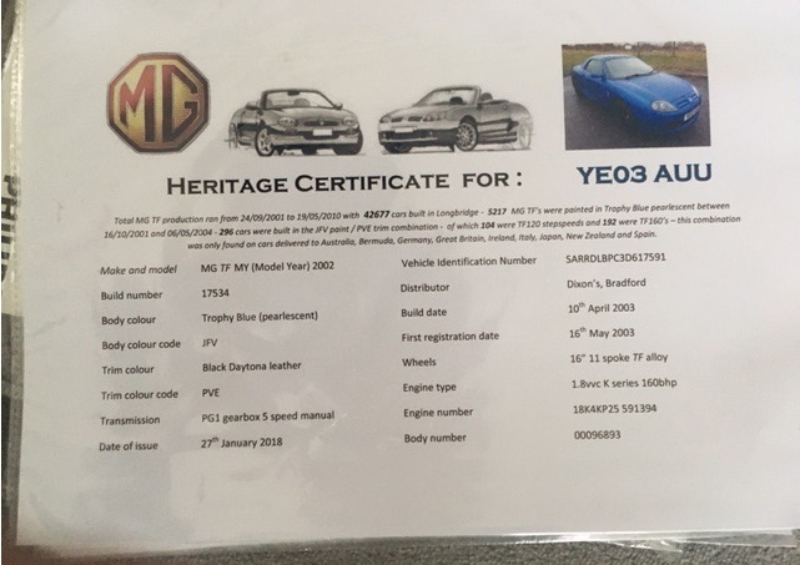 MG
HERITAGE CERTIFICATE FOR: YE03 AUU
Total MG TF production ran from 24/09/2001 to 19/05/2010 with 42677 cars built in Longbridge - 5217 MG TF's were painted in Trophy Blue pearlescent between
16/10/2001 and 06/05/2004 - 296 cars were built in the JFV paint / PVE trim combination - of which 104 were TF120 stepspeeds and 192 were TF160's – this combination
was only found on cars delivered to Australia, Bermuda, Germany, Great Britain, Ireland, Italy, Japan, New Zealand and Spain.
Make and model MG TF MY (Model Year) 2002 Vehicle Identification Number SARRDLBPC3D617591
Build number 17534 Distributor Dixon's, Bradford
Body colour Trophy Blue (pearlescent) Build date 10th April 2003
Body colour code JFV First registration date 16th May 2003
Trim colour Black Daytona leather Wheels 16" 11 spoke TF alloy
Trim colour code PVE Engine type 1.8vvc K series 160bhp
Transmission PG1 gearbox 5 speed manual Engine number 18K4KP25 591394
Date of issue 27th January 2018 Body number 00096893